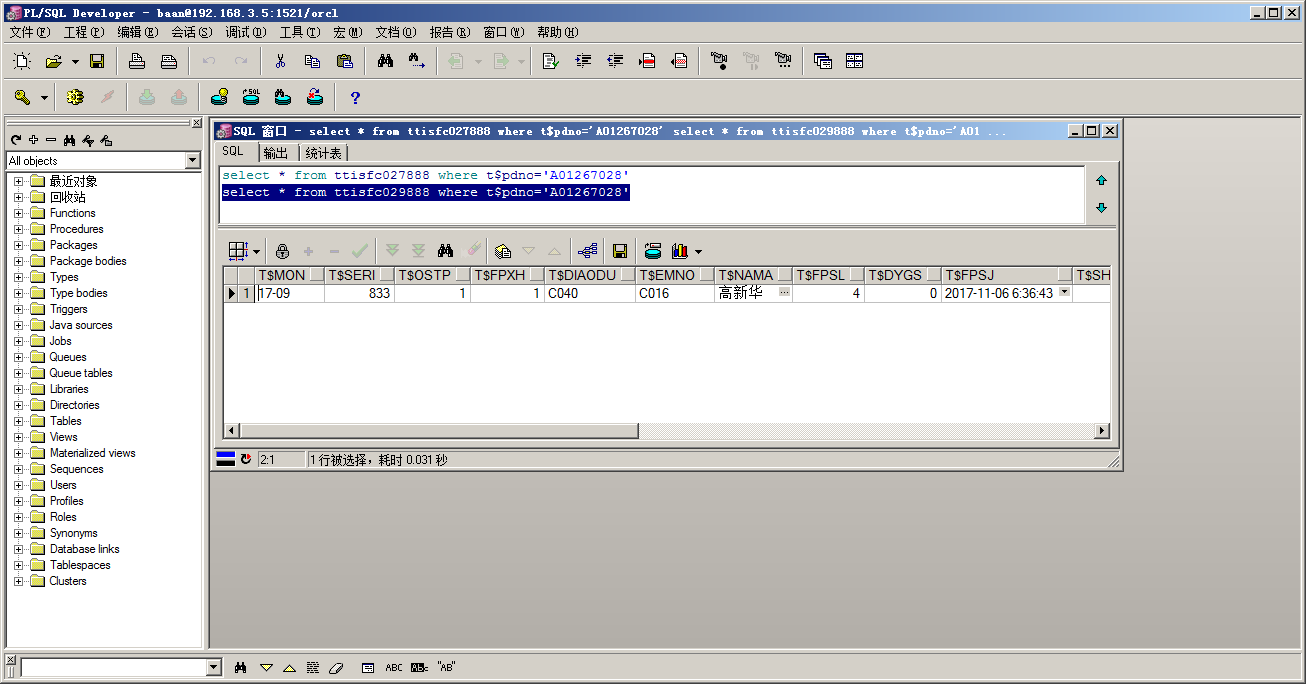 PL/SQL Developer - baan@192.168.3.5:1521/orcl
文件(F) 工程(P) 编辑(E) 会话(S) 调试(D) 工具(T) 宏(M) 文档(O) 报告(R) 窗口(W) 帮助(H)
SQL
?
All objects
最近对象
回收站
Functions
Procedures
Packages
Package bodies
Types
Type bodies
Triggers
Java sources
Jobs
Queues
Queue tables
Libraries
Directories
Tables
Views
Materialized views
Sequences
Users
Profiles
Roles
Synonyms
Database links
Tablespaces
Clusters
SQL 窗口 - select * from ttisfc027888 where t$pdno='A01267028' select * from ttisfc029888 where t$pdno='A01 ...
SQL 输出 统计表
select * from ttisfc027888 where t$pdno='A01267028'
select * from ttisfc029888 where t$pdno='A01267028'
T$MON T$SERI T$OSTP T$FPXH T$DIAODU T$EMNO T$NAMA T$FPSL T$DYGS T$FPSJ T$SH
1 17-09 833 1 1 C040 C016 高新华 ... 4 0 2017-11-06 6:36:43
2:1 1 行被选择, 耗时 0.031 秒
ABC "AB"